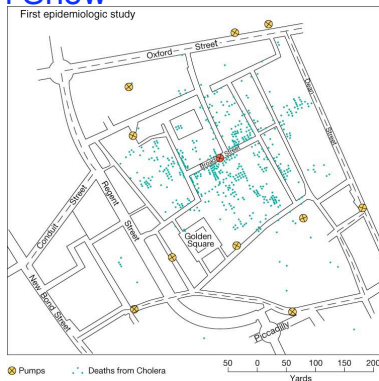 First epidemiologic study
Oxford
Street
Dean
Street
Broad Street
Regent
Street
Conduit
Street
Golden
Square
New Bond Street
Piccadilly
Pumps
Deaths from Cholera
50 0 50 100 150 200
Yards